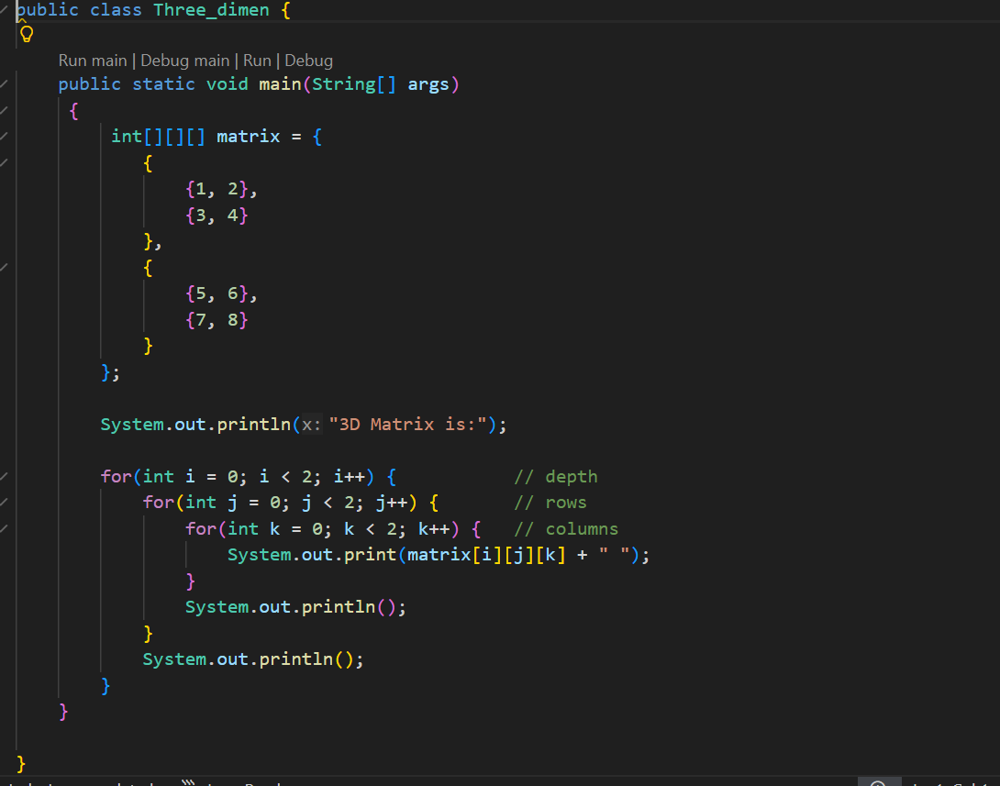 public class Three_dimen {
Run main | Debug main | Run | Debug
public static void main(String[] args)
{
int[][][] matrix = {
{
{1, 2},
{3, 4}
},
{
{5, 6},
{7, 8}
}
};
System.out.println(x: "3D Matrix is:");
for(int i = 0; i < 2; i++) { // depth
for(int j = 0; j < 2; j++) { // rows
for(int k = 0; k < 2; k++) { // columns
System.out.print(matrix[i][j][k] + " ");
}
System.out.println();
}
System.out.println();
}
}
}